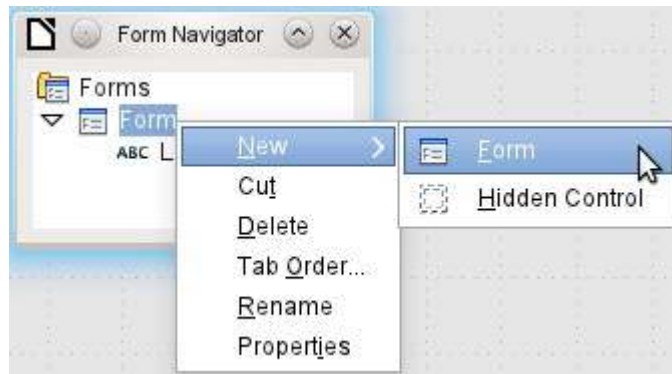 Form Navigator
Forms
Form
ABC L
New
Form
Cut
Hidden Control
Delete
Tab Order...
Rename
Properties